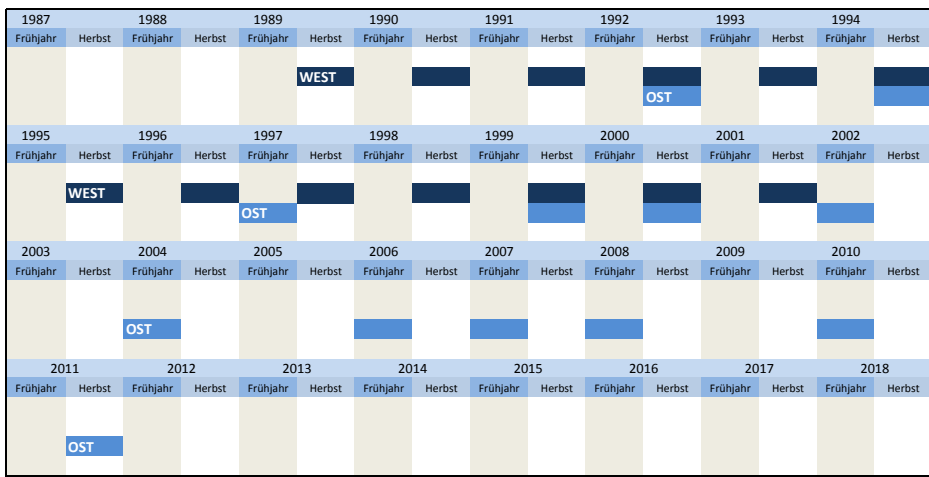 1987 1988 1989 1990 1991 1992 1993 1994
Frühjahr Herbst Frühjahr Herbst Frühjahr Herbst Frühjahr Herbst Frühjahr Herbst Frühjahr Herbst Frühjahr Herbst Frühjahr Herbst
WEST
OST
1995 1996 1997 1998 1999 2000 2001 2002
Frühjahr Herbst Frühjahr Herbst Frühjahr Herbst Frühjahr Herbst Frühjahr Herbst Frühjahr Herbst Frühjahr Herbst Frühjahr Herbst
WEST
OST
2003 2004 2005 2006 2007 2008 2009 2010
Frühjahr Herbst Frühjahr Herbst Frühjahr Herbst Frühjahr Herbst Frühjahr Herbst Frühjahr Herbst Frühjahr Herbst Frühjahr Herbst
OST
2011 2012 2013 2014 2015 2016 2017 2018
Frühjahr Herbst Frühjahr Herbst Frühjahr Herbst Frühjahr Herbst Frühjahr Herbst Frühjahr Herbst Frühjahr Herbst Frühjahr Herbst
OST